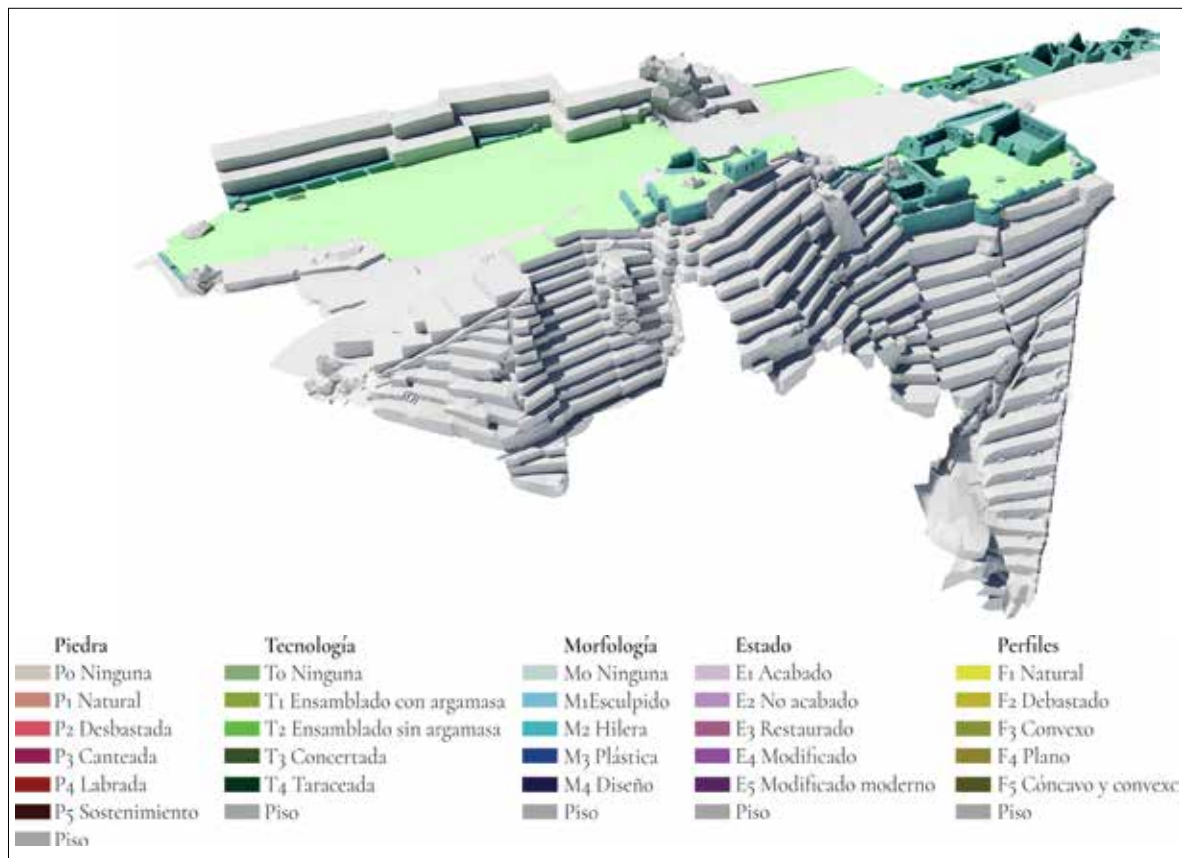 Piedra
P0 Ninguna
P1 Natural
P2 Desbastada
P3 Canteada
P4 Labrada
P5 Sostenimiento
Piso
Tecnología
T0 Ninguna
T1 Ensamblado con argamasa
T2 Ensamblado sin argamasa
T3 Concertada
T4 Taraceada
Piso
Morfología
M0 Ninguna
M1Esculpido
M2 Hilera
M3 Plástica
M4 Diseño
Piso
Estado
E1 Acabado
E2 No acabado
E3 Restaurado
E4 Modificado
E5 Modificado moderno
Piso
Perfiles
F1 Natural
F2 Debastado
F3 Convexo
F4 Plano
F5 Cóncavo y convexo
Piso